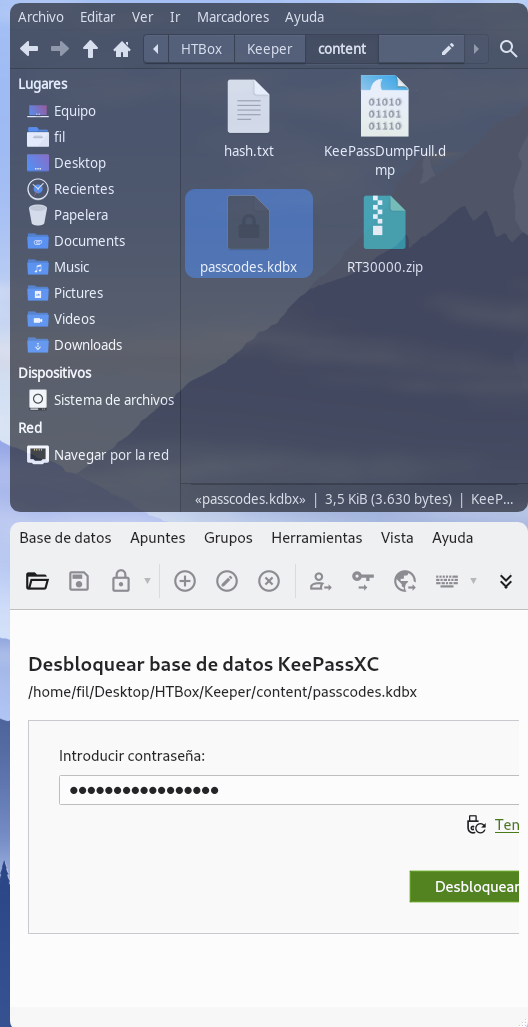 Archivo Editar Ver Ir Marcadores Ayuda
HTBox Keeper content
Lugares
Equipo
fil
Desktop
Recientes
Papelera
Documents
Music
Pictures
Videos
Downloads
Dispositivos
Sistema de archivos
Red
Navegar por la red
hash.txt
01010
01101
01110
KeePassDumpFull.d
mp
passcodes.kdbx
RT30000.zip
«passcodes.kdbx» | 3,5 KiB (3.630 bytes) | KeeP...
Base de datos Apuntes Grupos Herramientas Vista Ayuda
Desbloquear base de datos KeePassXC
/home/fil/Desktop/HTBox/Keeper/content/passcodes.kdbx
Introducir contraseña:
●●●●●●●●●●●●●●●●●
Ten
Desbloquear